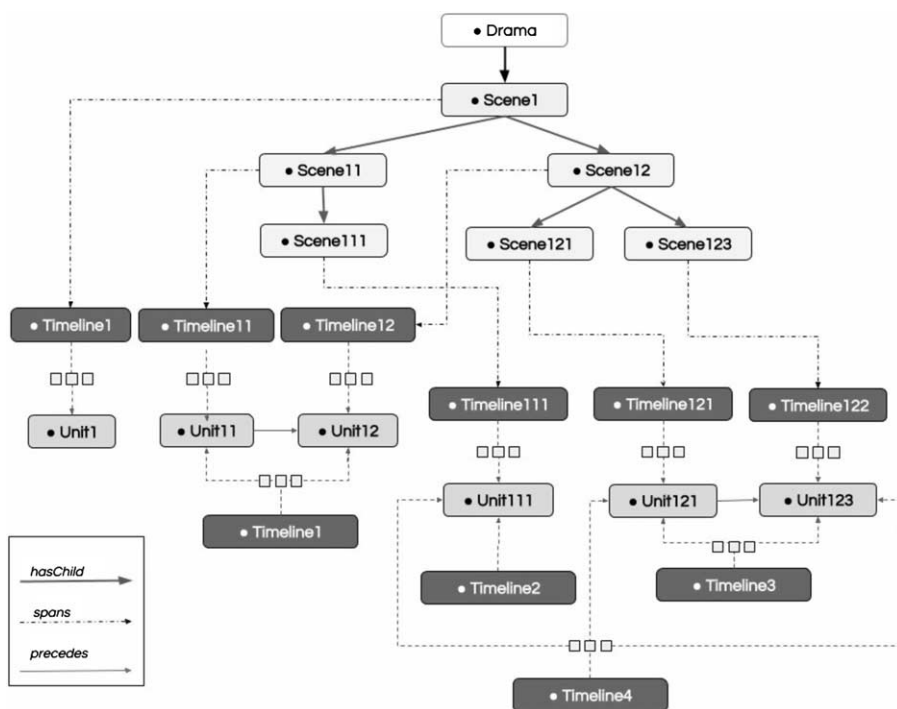 • Drama
• Scene1
• Scene11
• Scene12
• Scene111
• Scene121
• Scene123
• Timeline1
• Timeline11
• Timeline12
• Timeline111
• Timeline121
• Timeline122
• Unit1
• Unit11
• Unit12
• Unit111
• Unit121
• Unit123
• Timeline1
• Timeline2
• Timeline3
• Timeline4
hasChild
spans
precedes